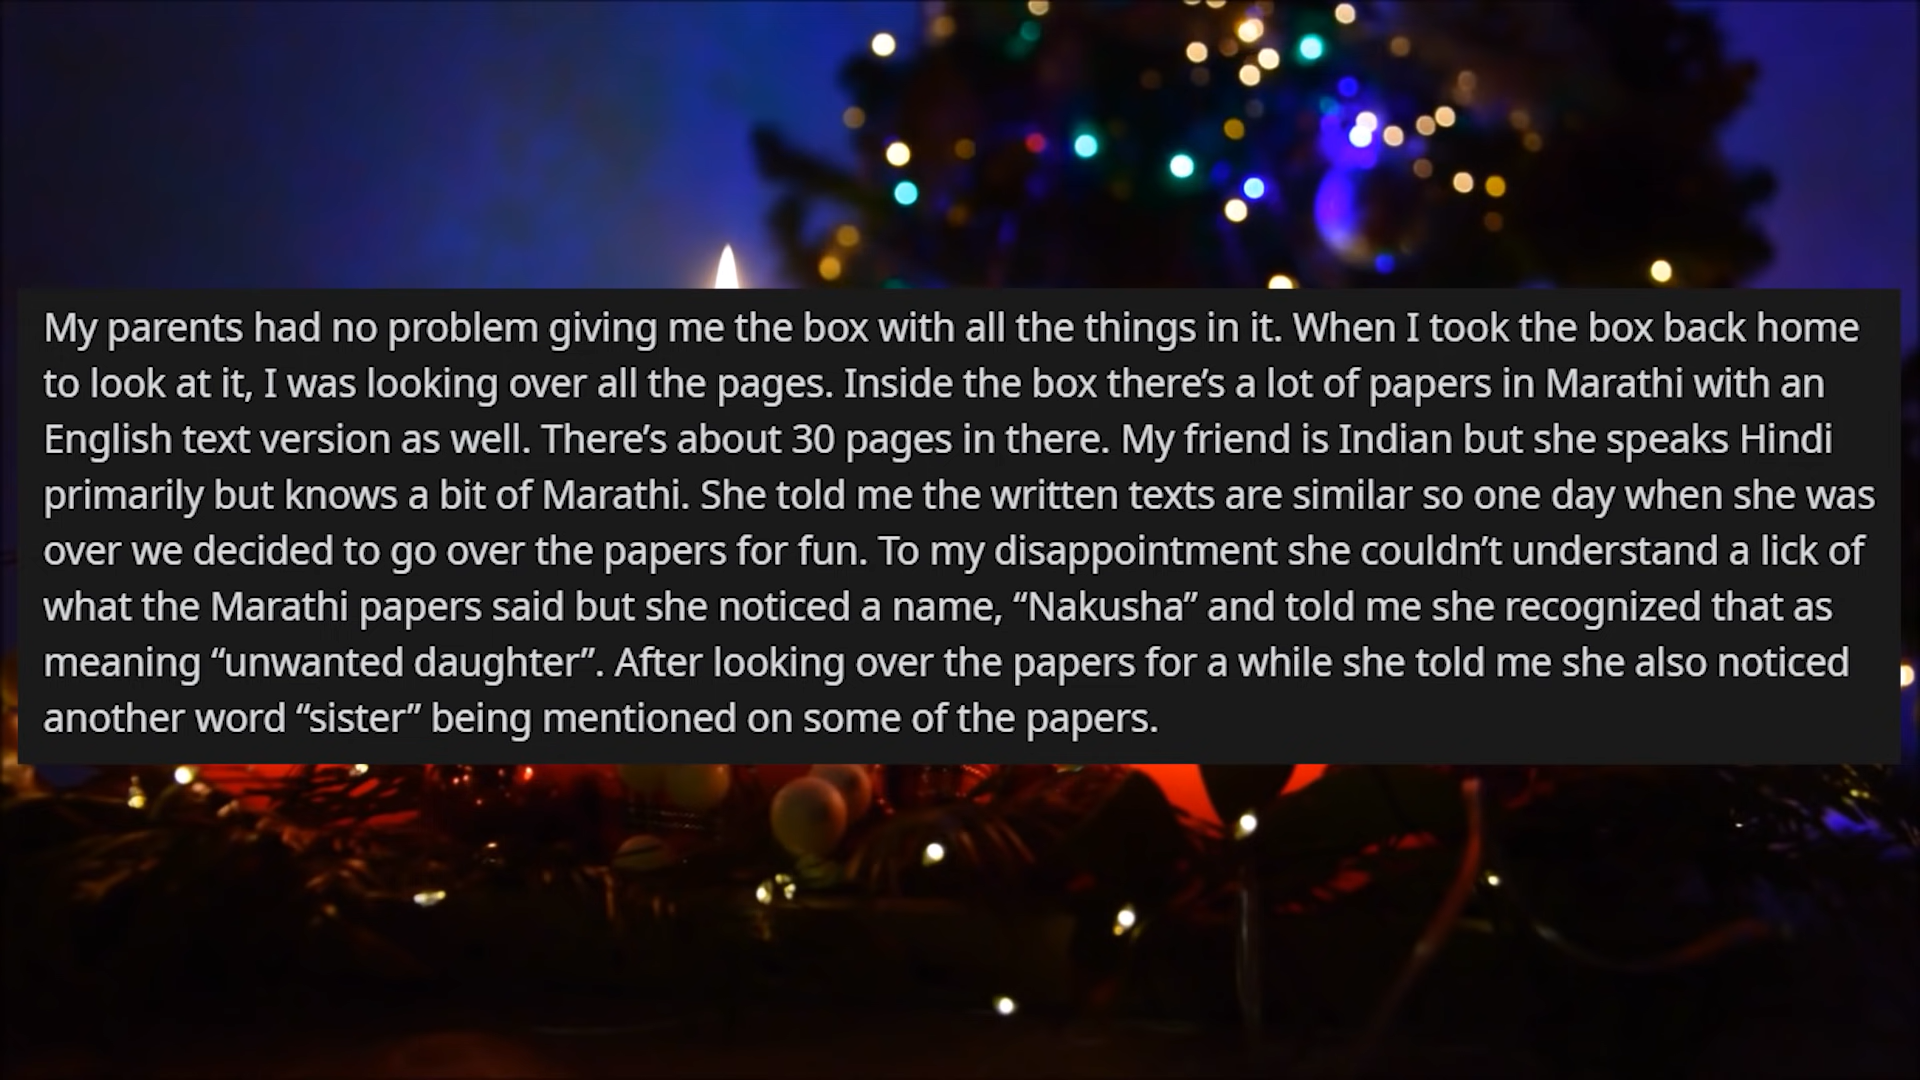 My parents had no problem giving me the box with all the things in it. When I took the box back home
to look at it, I was looking over all the pages. Inside the box there’s a lot of papers in Marathi with an
English text version as well. There’s about 30 pages in there. My friend is Indian but she speaks Hindi
primarily but knows a bit of Marathi. She told me the written texts are similar so one day when she was
over we decided to go over the papers for fun. To my disappointment she couldn’t understand a lick of
what the Marathi papers said but she noticed a name, “Nakusha” and told me she recognized that as
meaning “unwanted daughter”. After looking over the papers for a while she told me she also noticed
another word “sister” being mentioned on some of the papers.